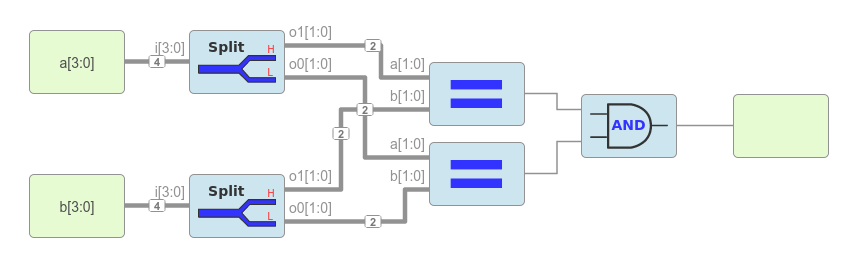 a[3:0]
i[3:0]
4
Split
H
L
o1[1:0]
o0[1:0]
2
2
2
a[1:0]
b[1:0]
a[1:0]
b[1:0]
AND
b[3:0]
i[3:0]
4
Split
H
L
o1[1:0]
o0[1:0]
2